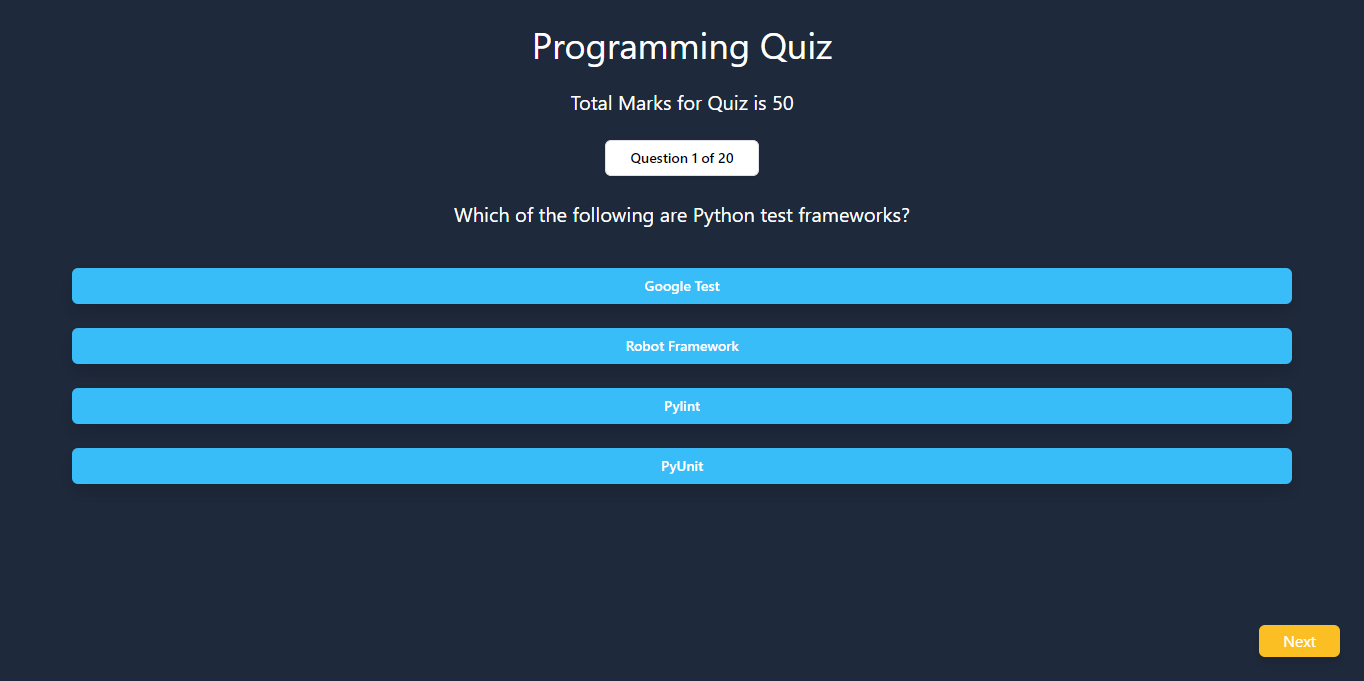 Programming Quiz
Total Marks for Quiz is 50
Question 1 of 20
Which of the following are Python test frameworks?
Google Test
Robot Framework
Pylint
PyUnit
Next